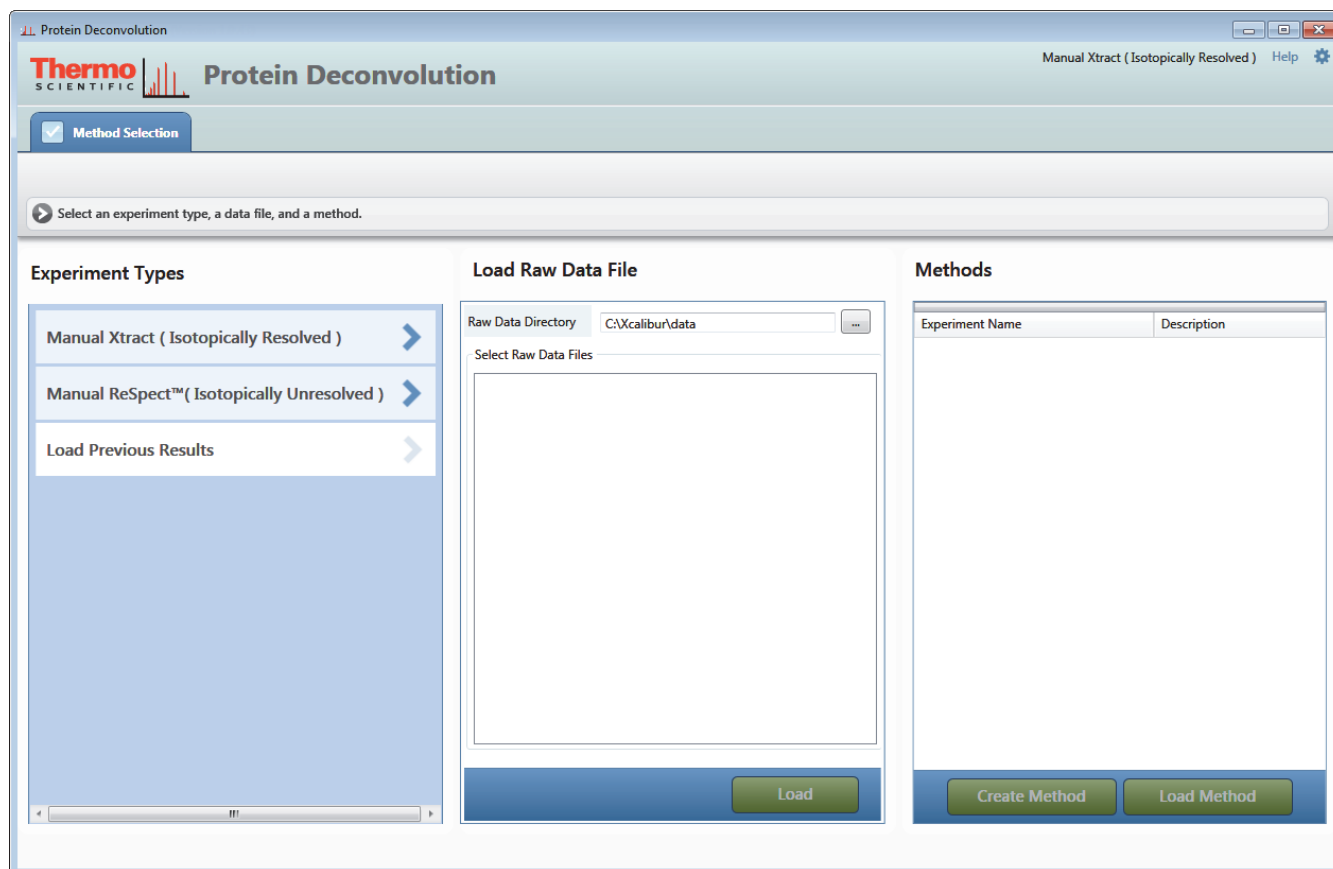 Protein Deconvolution
Thermo
SCIENTIFIC
Protein Deconvolution
Manual Xtract ( Isotopically Resolved ) Help
Method Selection
Select an experiment type, a data file, and a method.
Experiment Types
Manual Xtract ( Isotopically Resolved )
Manual ReSpect™( Isotopically Unresolved )
Load Previous Results
Load Raw Data File
Raw Data Directory C:\Xcalibur\data ...
Select Raw Data Files
Load
Methods
Experiment Name Description
Create Method Load Method